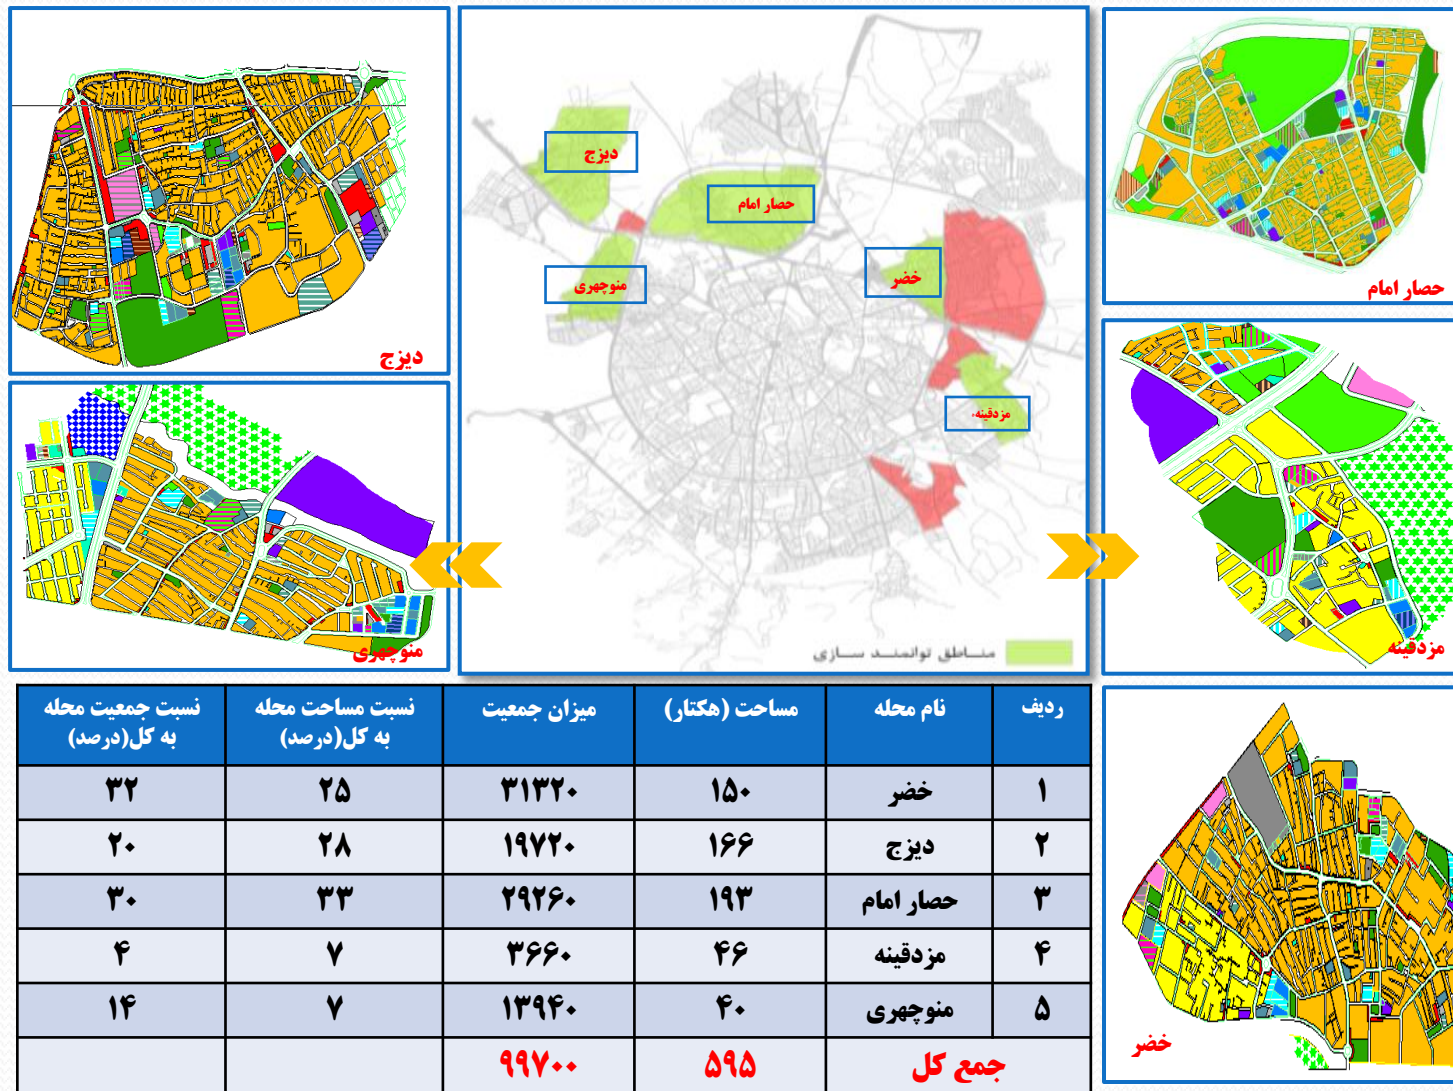 دیزج
منوچهری
دیزج
حصار امام
خضر
منوچهری
مزدقینه
منـاطق توانمنـد سـازی
حصار امام
مزدقینه
خضر
ردیف نام محله مساحت (هکتار) میزان جمعیت نسبت مساحت محله به کل(درصد) نسبت جمعیت محله به کل(درصد)
۱ خضر ۱۵۰ ۳۱۳۲۰ ۲۵ ۳۲
۲ دیزج ۱۶۶ ۱۹۷۲۰ ۲۸ ۲۰
۳ حصار امام ۱۹۳ ۲۹۲۶۰ ۳۳ ۳۰
۴ مزدقینه ۴۶ ۳۶۶۰ ۷ ۴
۵ منوچهری ۴۰ ۱۳۹۴۰ ۷ ۱۴
جمع کل ۵۹۵ ۹۹۷۰۰